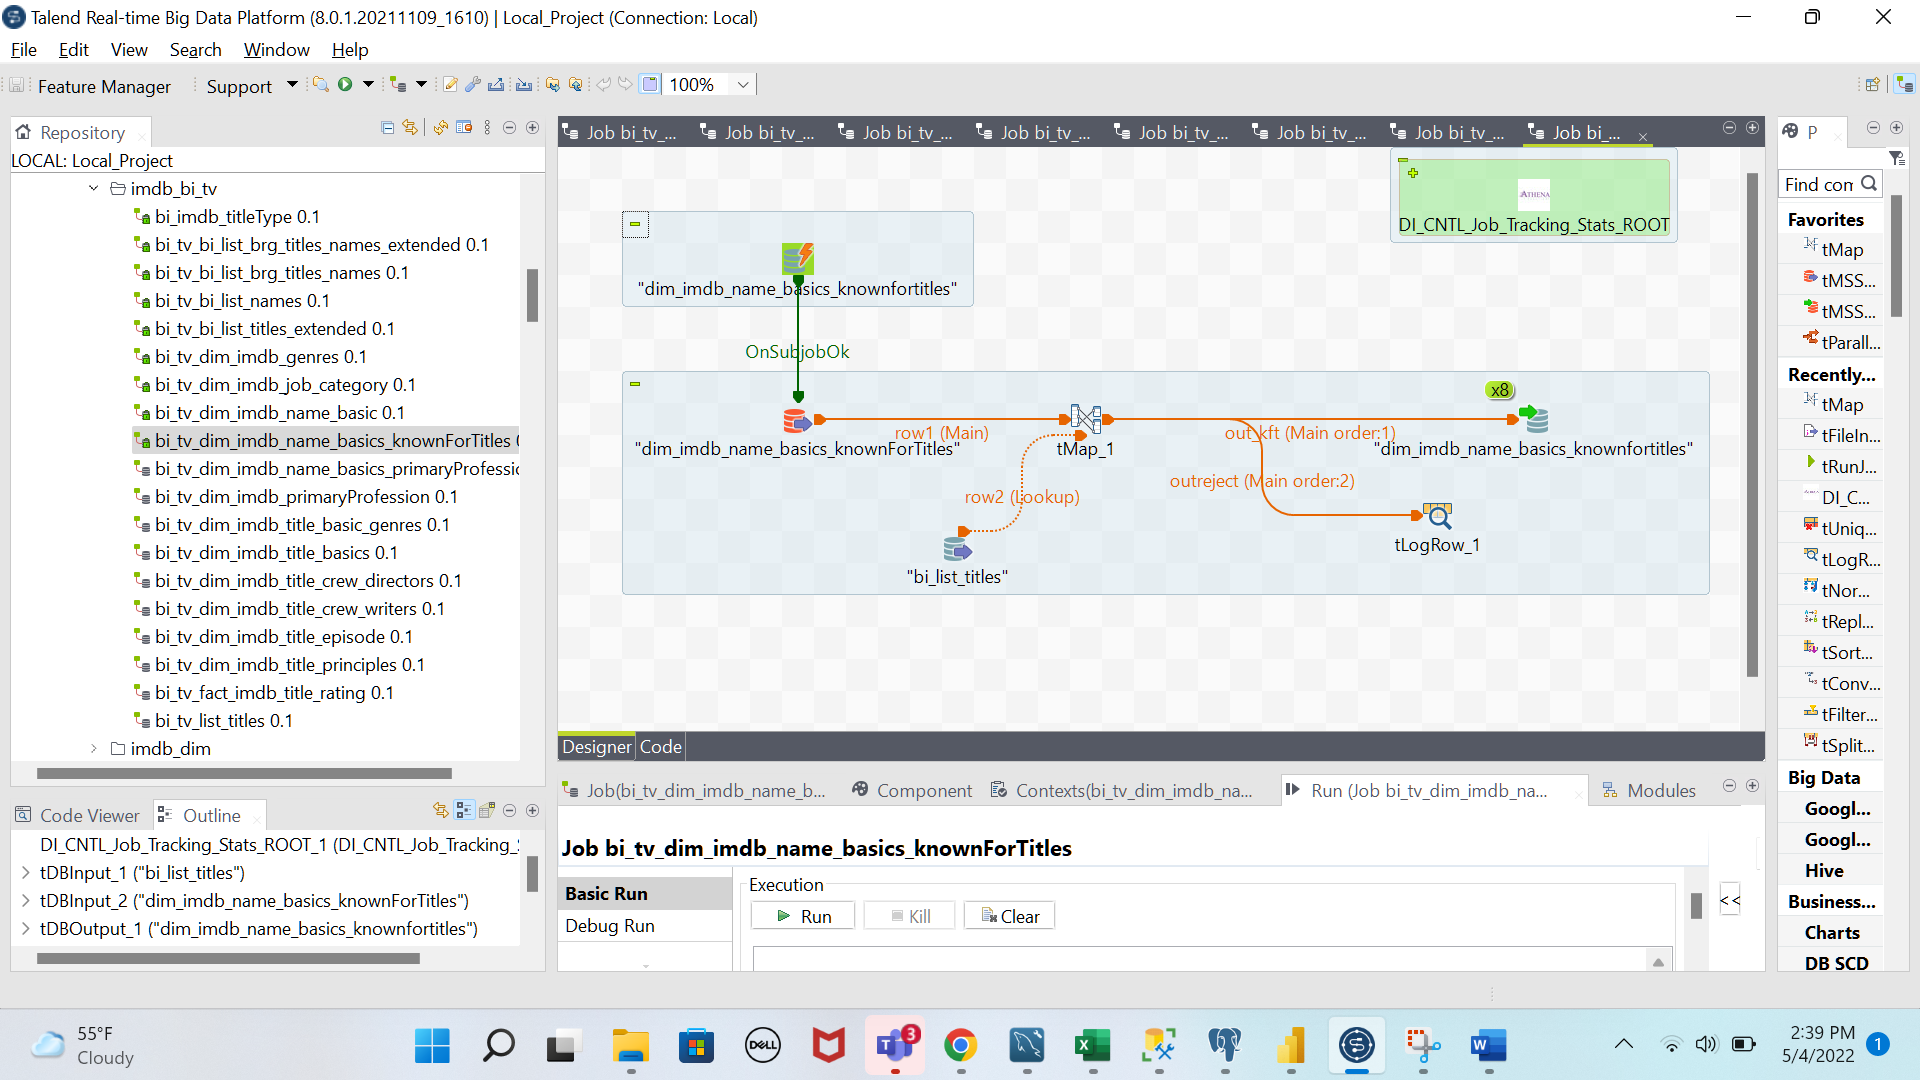 Talend Real-time Big Data Platform (8.0.1.20211109_1610) | Local_Project (Connection: Local)
File Edit View Search Window Help
Feature Manager Support 100%
Repository
LOCAL: Local_Project
imdb_bi_tv
bi_imdb_titleType 0.1
bi_tv_bi_list_brg_titles_names_extended 0.1
bi_tv_bi_list_brg_titles_names 0.1
bi_tv_bi_list_names 0.1
bi_tv_bi_list_titles_extended 0.1
bi_tv_dim_imdb_genres 0.1
bi_tv_dim_imdb_job_category 0.1
bi_tv_dim_imdb_name_basic 0.1
bi_tv_dim_imdb_name_basics_knownForTitles
bi_tv_dim_imdb_name_basics_primaryProfessic
bi_tv_dim_imdb_primaryProfession 0.1
bi_tv_dim_imdb_title_basic_genres 0.1
bi_tv_dim_imdb_title_basics 0.1
bi_tv_dim_imdb_title_crew_directors 0.1
bi_tv_dim_imdb_title_crew_writers 0.1
bi_tv_dim_imdb_title_episode 0.1
bi_tv_dim_imdb_title_principles 0.1
bi_tv_fact_imdb_title_rating 0.1
bi_tv_list_titles 0.1
imdb_dim
Code Viewer Outline
DI_CNTL_Job_Tracking_Stats_ROOT_1 (DI_CNTL_Job_Tracking_
tDBInput_1 ("bi_list_titles")
tDBInput_2 ("dim_imdb_name_basics_knownForTitles")
tDBOutput_1 ("dim_imdb_name_basics_knownfortitles")
Job bi_tv_... Job bi_tv_... Job bi_tv_... Job bi_tv_... Job bi_tv_... Job bi_tv_... Job bi_tv_... Job bi_...
ATHENA
DI_CNTL_Job_Tracking_Stats_ROOT
"dim_imdb_name_basics_knownfortitles"
OnSubjobOk
x8
row1 (Main)
out_kft (Main order:1)
"dim_imdb_name_basics_knownForTitles"
tMap_1
"dim_imdb_name_basics_knownfortitles"
outreject (Main order:2)
row2 (Lookup)
tLogRow_1
"bi_list_titles"
Designer Code
Job(bi_tv_dim_imdb_name_b... Component Contexts(bi_tv_dim_imdb_na... Run (Job bi_tv_dim_imdb_na... Modules
Job bi_tv_dim_imdb_name_basics_knownForTitles
Basic Run
Debug Run
Execution
Run Kill Clear
<<
P
Find con
Favorites
tMap
tMSS...
tMSS...
tParall...
Recently...
tMap
tFileIn...
tRunJ...
DI_C...
tUniq...
tLogR...
tNor...
tRepl...
tSort...
tConv...
tFilter...
tSplit...
Big Data
Googl...
Googl...
Hive
Business...
Charts
DB SCD
55°F
Cloudy
DELL
3
2:39 PM
5/4/2022
1